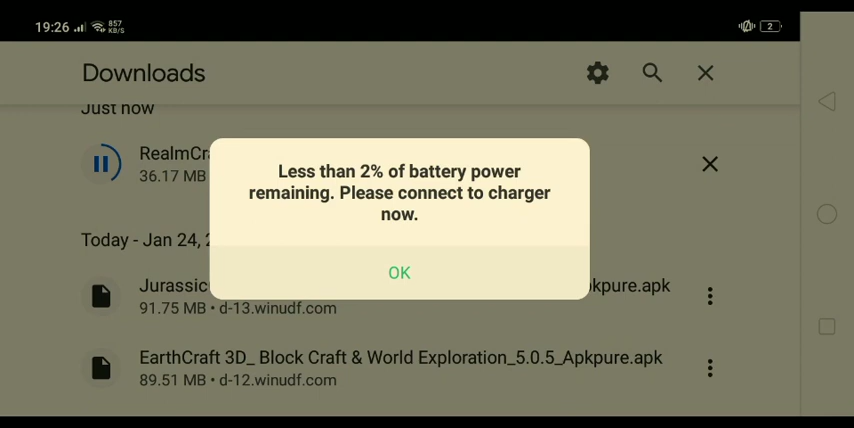 19:26 857 KB/S 2
Downloads
Just now
RealmCr
36.17 MB
Less than 2% of battery power
remaining. Please connect to charger
now.
OK
Today - Jan 24, 2
Jurassic kpure.apk
91.75 MB • d-13.winudf.com
EarthCraft 3D_ Block Craft & World Exploration_5.0.5_Apkpure.apk
89.51 MB • d-12.winudf.com